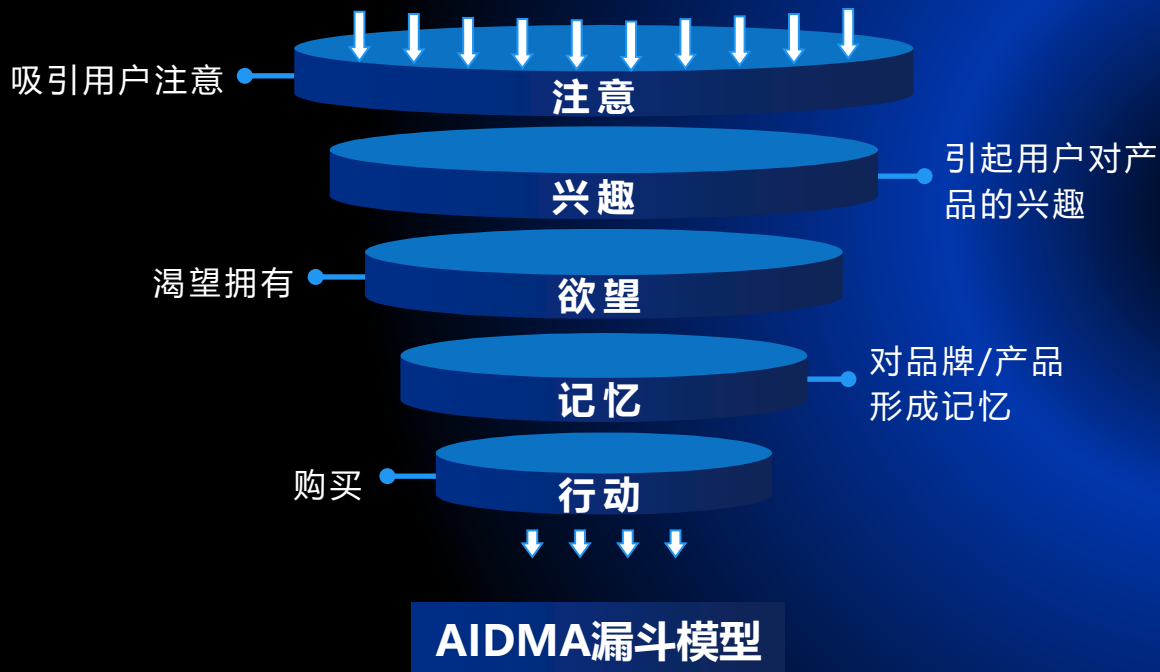 吸引用户注意
注意
兴趣
引起用户对产
品的兴趣
渴望拥有
欲望
对品牌/产品
形成记忆
记忆
购买
行动
AIDMA漏斗模型